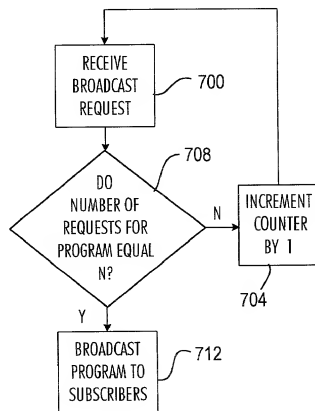 RECEIVE
BROADCAST
REQUEST
700
708
DO
NUMBER OF
REQUESTS FOR
PROGRAM EQUAL
N?
N
INCREMENT
COUNTER
BY 1
704
Y
BROADCAST
PROGRAM TO
SUBSCRIBERS
712